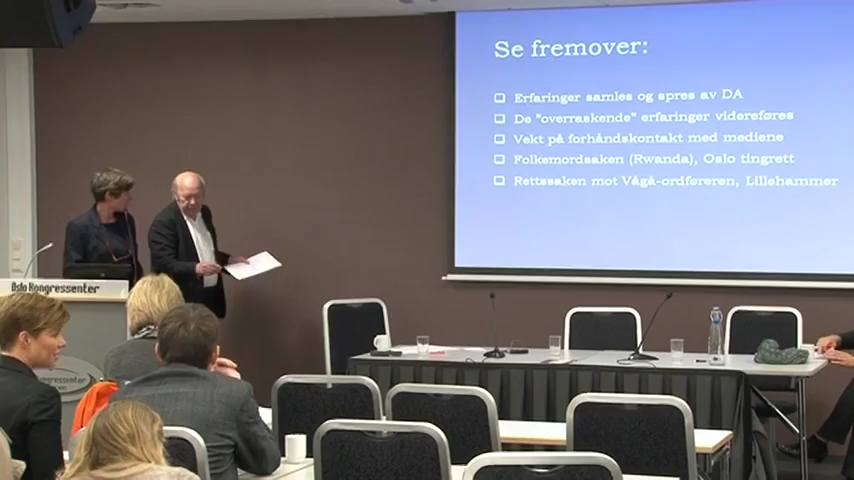 Se fremover:
Erfaringer samles og spres av DA
De "overraskende" erfaringer videreføres
Vekt på forhåndskontakt med mediene
Folkemordsaken (Rwanda), Oslo tingrett
Rettssaken mot Vågå-ordføreren, Lillehammer
Oslo Kongressenter
Kongressenter